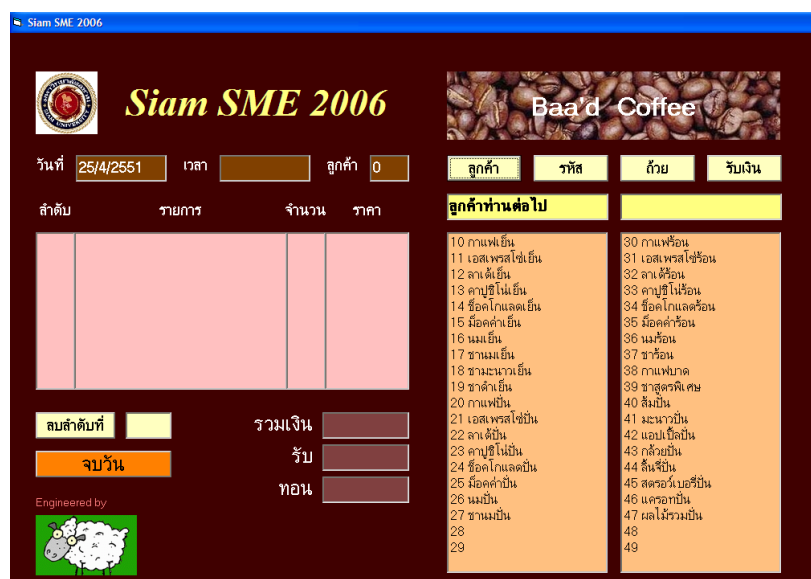 Siam SME 2006
Siam SME 2006
Baa'd Coffee
วันที่ 25/4/2551 เวลา ลูกค้า 0
ลูกค้า รหัส ถ้วย รับเงิน
ลำดับ รายการ จำนวน ราคา
ลูกค้าท่านต่อไป
10 กาแฟเย็น
11 เอสเพรสโซ่เย็น
12 ลาเต้เย็น
13 คาปูชิโน่เย็น
14 ช็อคโกแลตเย็น
15 ม็อคค่าเย็น
16 นมเย็น
17 ชานมเย็น
18 ชามะนาวเย็น
19 ชาดำเย็น
20 กาแฟปั่น
21 เอสเพรสโซ่ปั่น
22 ลาเต้ปั่น
23 คาปูชิโน่ปั่น
24 ช็อคโกแลตปั่น
25 ม็อคค่าปั่น
26 นมปั่น
27 ชานมปั่น
28
29
30 กาแฟร้อน
31 เอสเพรสโซ่ร้อน
32 ลาเต้ร้อน
33 คาปูชิโน่ร้อน
34 ช็อคโกแลตร้อน
35 ม็อคค่าร้อน
36 นมร้อน
37 ชาร้อน
38 กาแฟบาด
39 ชาสูตรพิเศษ
40 ส้มปั่น
41 มะนาวปั่น
42 แอปเปิ้ลปั่น
43 กล้วยปั่น
44 ลิ้นจี่ปั่น
45 สตรอว์เบอรี่ปั่น
46 แครอทปั่น
47 ผลไม้รวมปั่น
48
49
ลบลำดับที่
จบวัน
รวมเงิน
รับ
ทอน
Engineered by